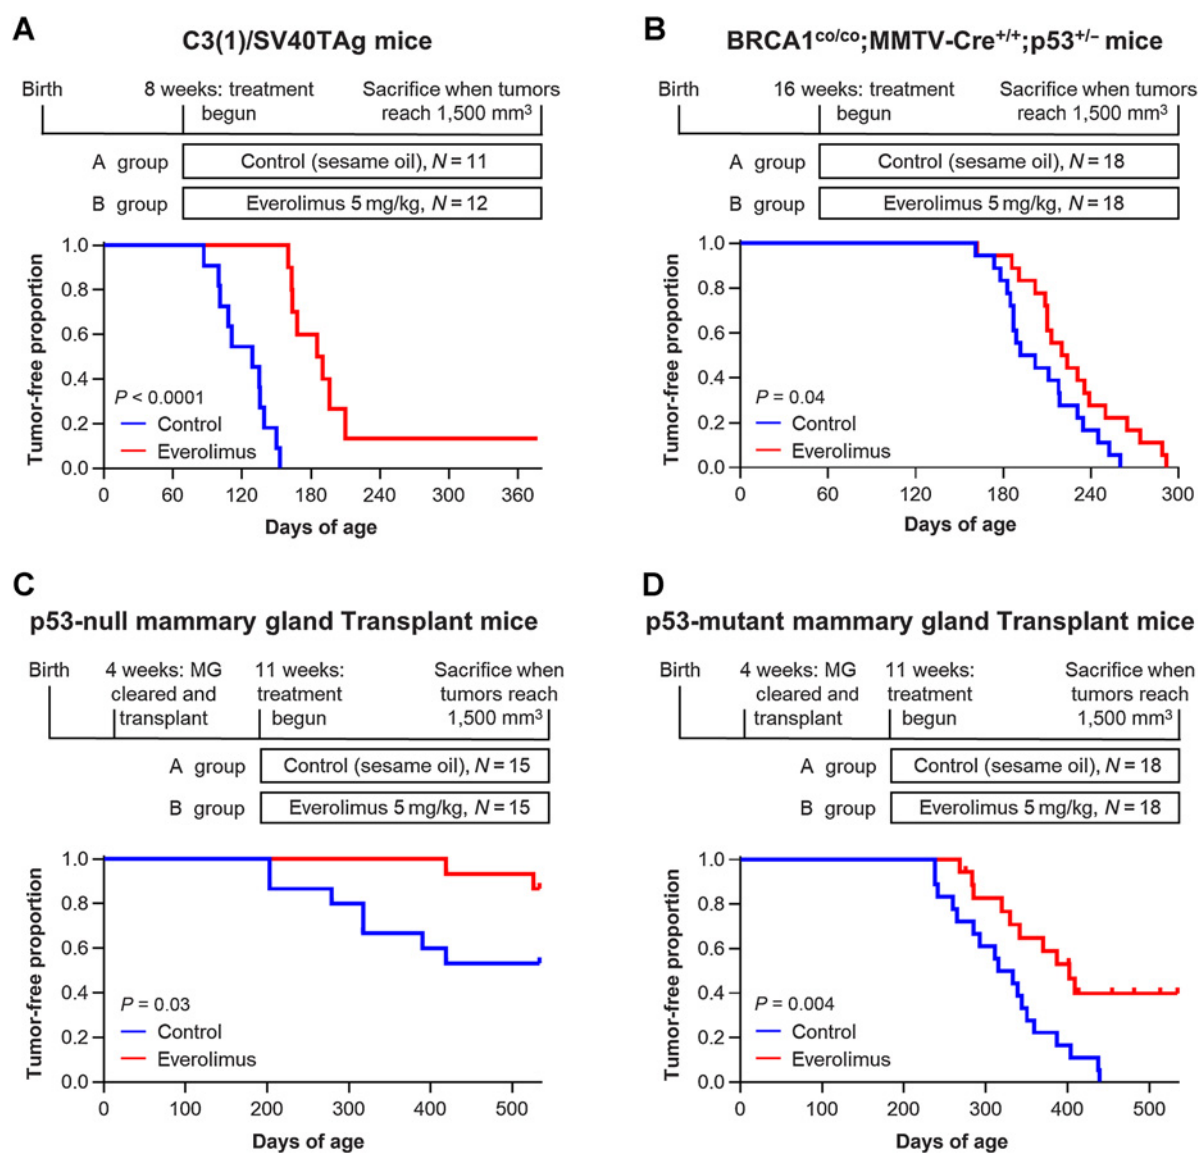 A
C3(1)/SV40TAg mice
Birth
8 weeks: treatment
begun
Sacrifice when tumors
reach 1,500 mm³
A group
Control (sesame oil), N = 11
B group
Everolimus 5 mg/kg, N = 12
Tumor-free proportion
1.0
0.8
0.6
0.4
0.2
0.0
P < 0.0001
Control
Everolimus
0 60 120 180 240 300 360
Days of age
B
BRCA1co/co;MMTV-Cre+/+;p53+/– mice
Birth
16 weeks: treatment
begun
Sacrifice when tumors
reach 1,500 mm³
A group
Control (sesame oil), N = 18
B group
Everolimus 5 mg/kg, N = 18
Tumor-free proportion
1.0
0.8
0.6
0.4
0.2
0.0
P = 0.04
Control
Everolimus
0 60 120 180 240 300
Days of age
C
p53-null mammary gland Transplant mice
Birth
4 weeks: MG
cleared and
transplant
11 weeks:
treatment
begun
Sacrifice when
tumors reach
1,500 mm³
A group
Control (sesame oil), N = 15
B group
Everolimus 5 mg/kg, N = 15
Tumor-free proportion
1.0
0.8
0.6
0.4
0.2
0.0
P = 0.03
Control
Everolimus
0 100 200 300 400 500
Days of age
D
p53-mutant mammary gland Transplant mice
Birth
4 weeks: MG
cleared and
transplant
11 weeks:
treatment
begun
Sacrifice when
tumors reach
1,500 mm³
A group
Control (sesame oil), N = 18
B group
Everolimus 5 mg/kg, N = 18
Tumor-free proportion
1.0
0.8
0.6
0.4
0.2
0.0
P = 0.004
Control
Everolimus
0 100 200 300 400 500
Days of age